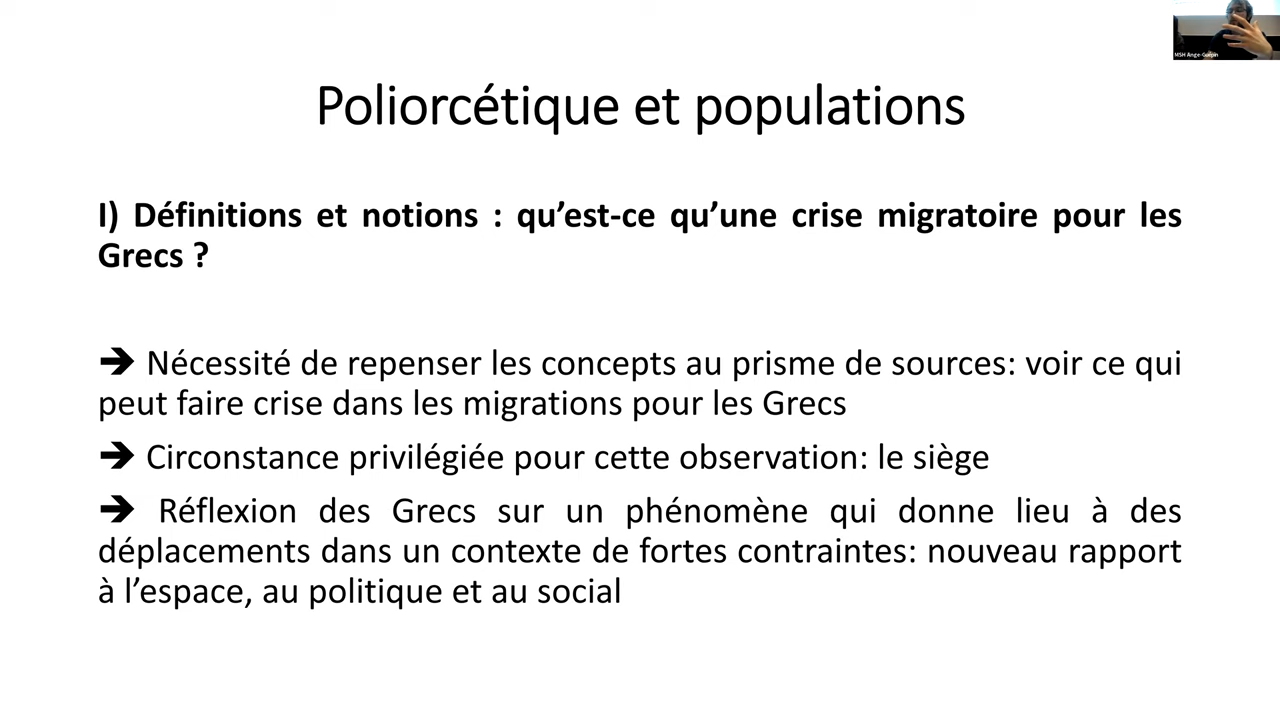 MSH Ange-Guépin
Poliorcétique et populations
I) Définitions et notions : qu’est-ce qu’une crise migratoire pour les
Grecs ?
➔ Nécessité de repenser les concepts au prisme de sources: voir ce qui
peut faire crise dans les migrations pour les Grecs
➔ Circonstance privilégiée pour cette observation: le siège
➔ Réflexion des Grecs sur un phénomène qui donne lieu à des
déplacements dans un contexte de fortes contraintes: nouveau rapport
à l’espace, au politique et au social